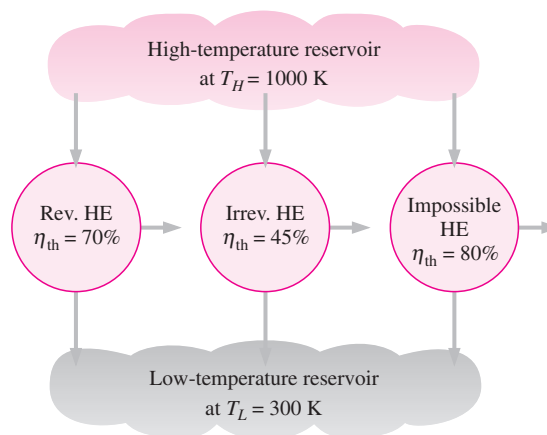 High-temperature reservoir
at T_H = 1000 K
Rev. HE
η_th = 70%
Irrev. HE
η_th = 45%
Impossible
HE
η_th = 80%
Low-temperature reservoir
at T_L = 300 K